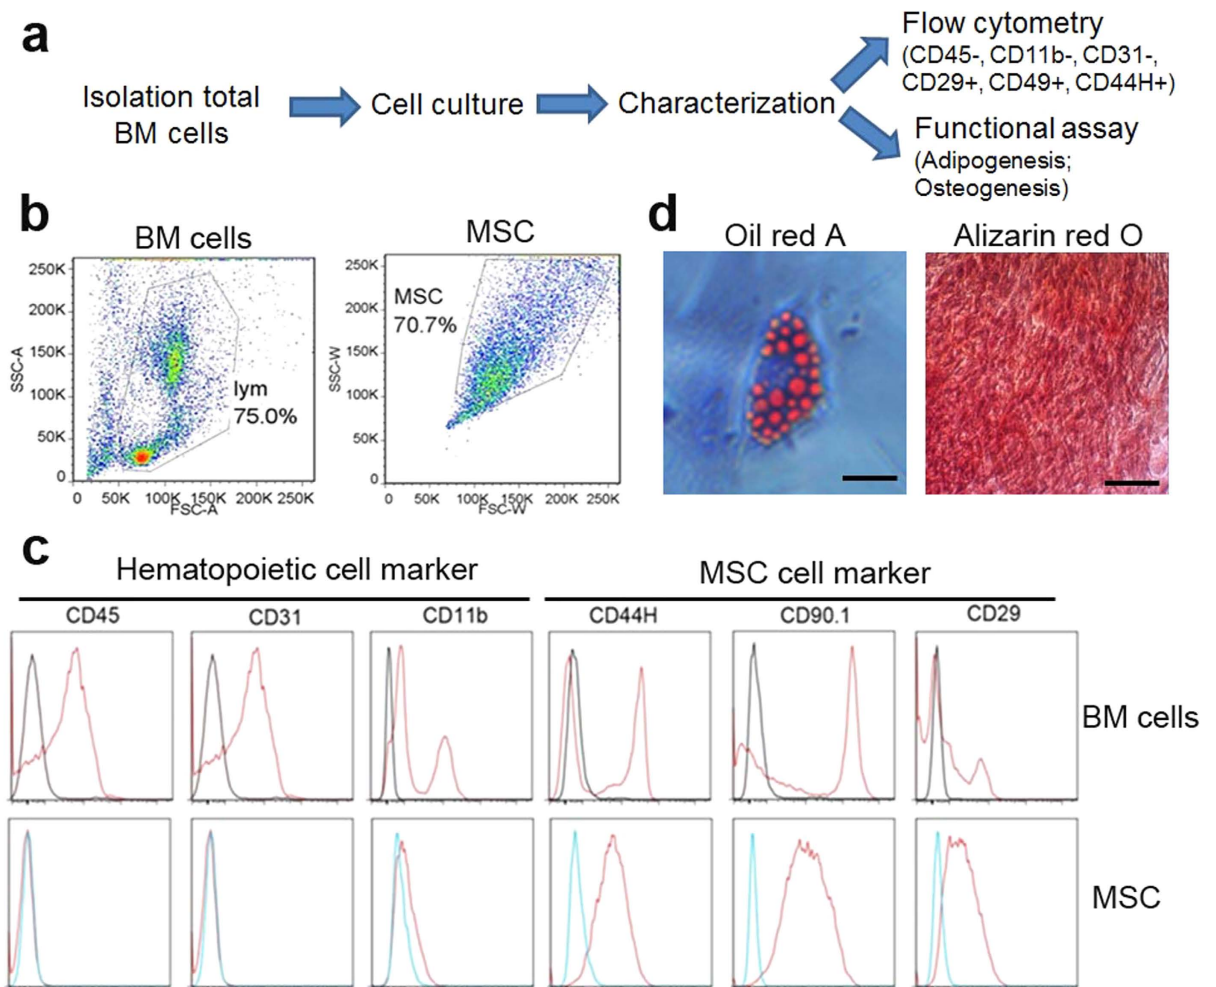 a
Isolation total
BM cells
Cell culture
Characterization
Flow cytometry
(CD45-, CD11b-, CD31-,
CD29+, CD49+, CD44H+)
Functional assay
(Adipogenesis;
Osteogenesis)
b
BM cells
250K
200K
150K
100K
50K
0
SSC-A
lym
75.0%
0 50K 100K 150K 200K 250K
FSC-A
MSC
250K
200K
150K
100K
50K
0
SSC-W
MSC
70.7%
0 50K 100K 150K 200K 250K
FSC-W
d
Oil red A
Alizarin red O
c
Hematopoietic cell marker
MSC cell marker
CD45 CD31 CD11b CD44H CD90.1 CD29
BM cells
MSC